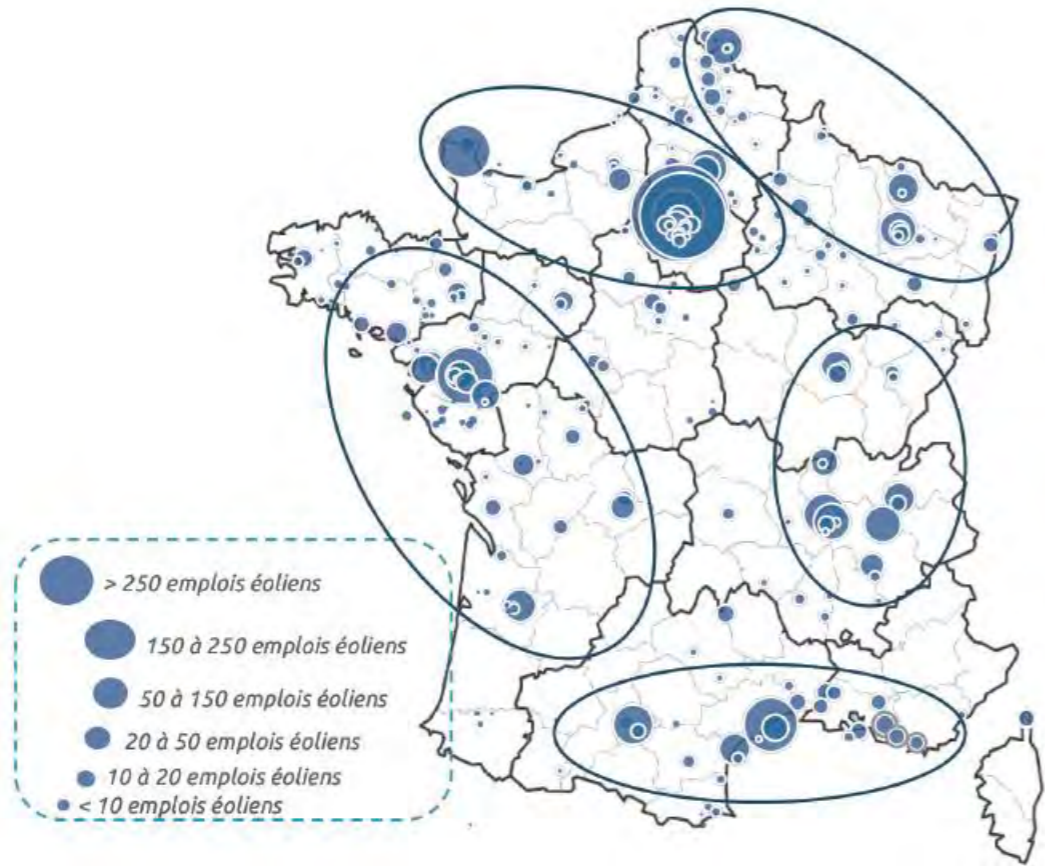 > 250 emplois éoliens
150 à 250 emplois éoliens
50 à 150 emplois éoliens
20 à 50 emplois éoliens
10 à 20 emplois éoliens
< 10 emplois éoliens